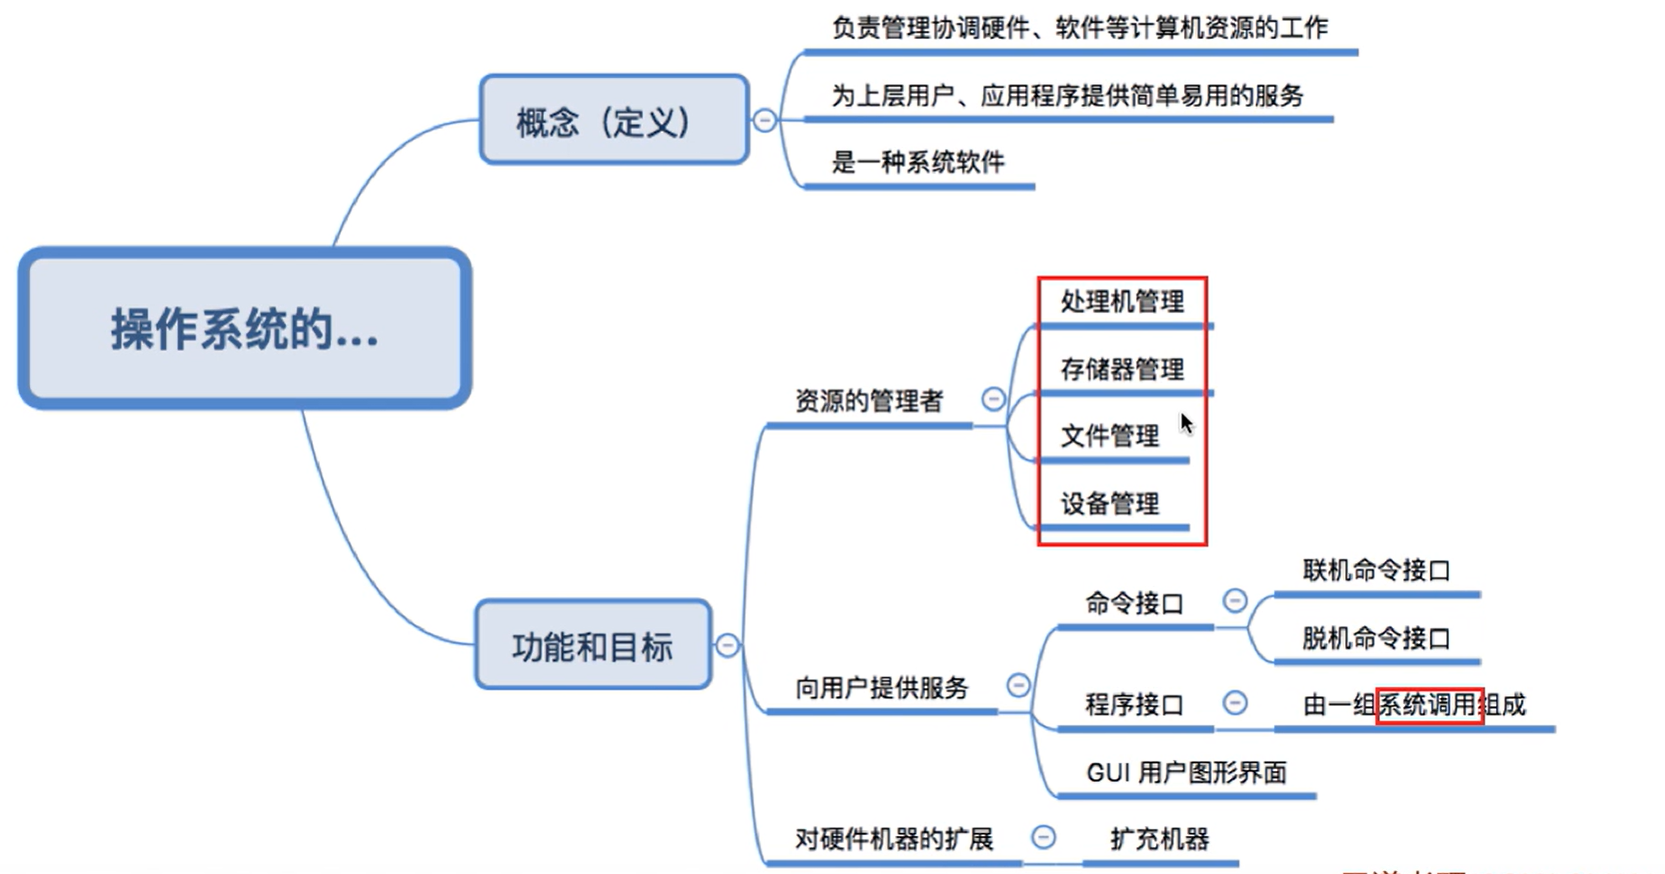 负责管理协调硬件、软件等计算机资源的工作
概念（定义）
为上层用户、应用程序提供简单易用的服务
是一种系统软件
操作系统的...
处理机管理
存储器管理
资源的管理者
文件管理
设备管理
功能和目标
联机命令接口
命令接口
脱机命令接口
向用户提供服务
程序接口
由一组系统调用组成
GUI 用户图形界面
对硬件机器的扩展
扩充机器